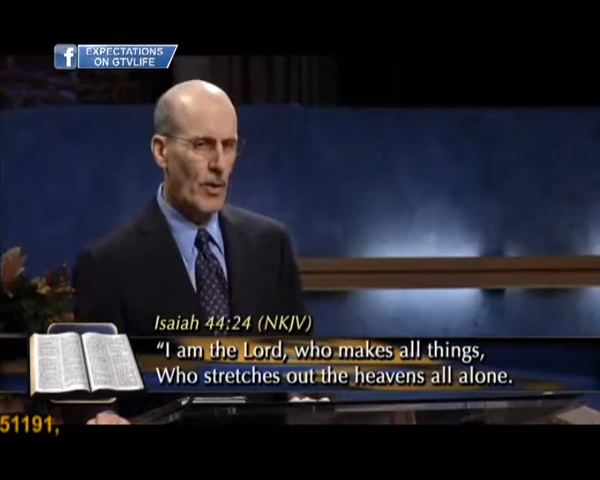 f
EXPECTATIONS
ON GTVLIFE
Isaiah 44:24 (NKJV)
“I am the Lord, who makes all things,
Who stretches out the heavens all alone.
51191,